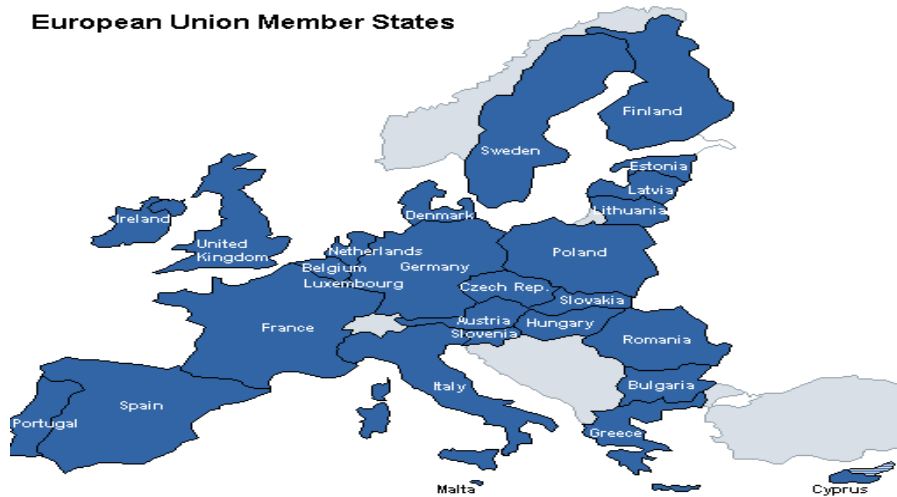 European Union Member States
Finland
Sweden
Estonia
Latvia
Lithuania
Denmark
Ireland
United
Kingdom
Netherlands
Belgium
Germany
Luxembourg
Poland
Czech Rep.
Slovakia
Austria
Hungary
Slovenia
France
Romania
Italy
Bulgaria
Spain
Portugal
Greece
Malta
Cyprus